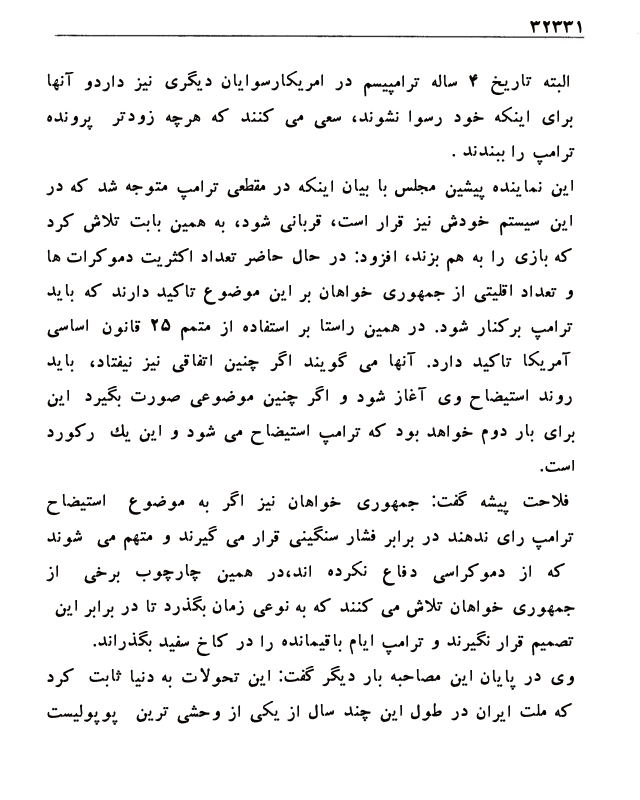 ۳۲۳۳۱
البته تاریخ ۴ ساله ترامپیسم در امریکارسوایان دیگری نیز داردو آنها
برای اینکه خود رسوا نشوند، سعی می کنند که هرچه زودتر پرونده
ترامپ را ببندند .
این نماینده پیشین مجلس با بیان اینکه در مقطعی ترامپ متوجه شد که در
این سیستم خودش نیز قرار است، قربانی شود، به همین بابت تلاش کرد
که بازی را به هم بزند، افزود: در حال حاضر تعداد اکثریت دموکرات ها
و تعداد اقلیتی از جمهوری خواهان بر این موضوع تاکید دارند که باید
ترامپ برکنار شود. در همین راستا بر استفاده از متمم ۲۵ قانون اساسی
آمریکا تاکید دارد. آنها می گویند اگر چنین اتفاقی نیز نیفتاد، باید
روند استیضاح وی آغاز شود و اگر چنین موضوعی صورت بگیرد این
برای بار دوم خواهد بود که ترامپ استیضاح می شود و این یك رکورد
است.
فلاحت پیشه گفت: جمهوری خواهان نیز اگر به موضوع استیضاح
ترامپ رای ندهند در برابر فشار سنگینی قرار می گیرند و متهم می شوند
که از دموکراسی دفاع نکرده اند،در همین چارچوب برخی از
جمهوری خواهان تلاش می کنند که به نوعی زمان بگذرد تا در برابر این
تصمیم قرار نگیرند و ترامپ ایام باقیمانده را در کاخ سفید بگذراند.
وی در پایان این مصاحبه بار دیگر گفت: این تحولات به دنیا ثابت کرد
که ملت ایران در طول این چند سال از یکی از وحشی ترین پوپولیست